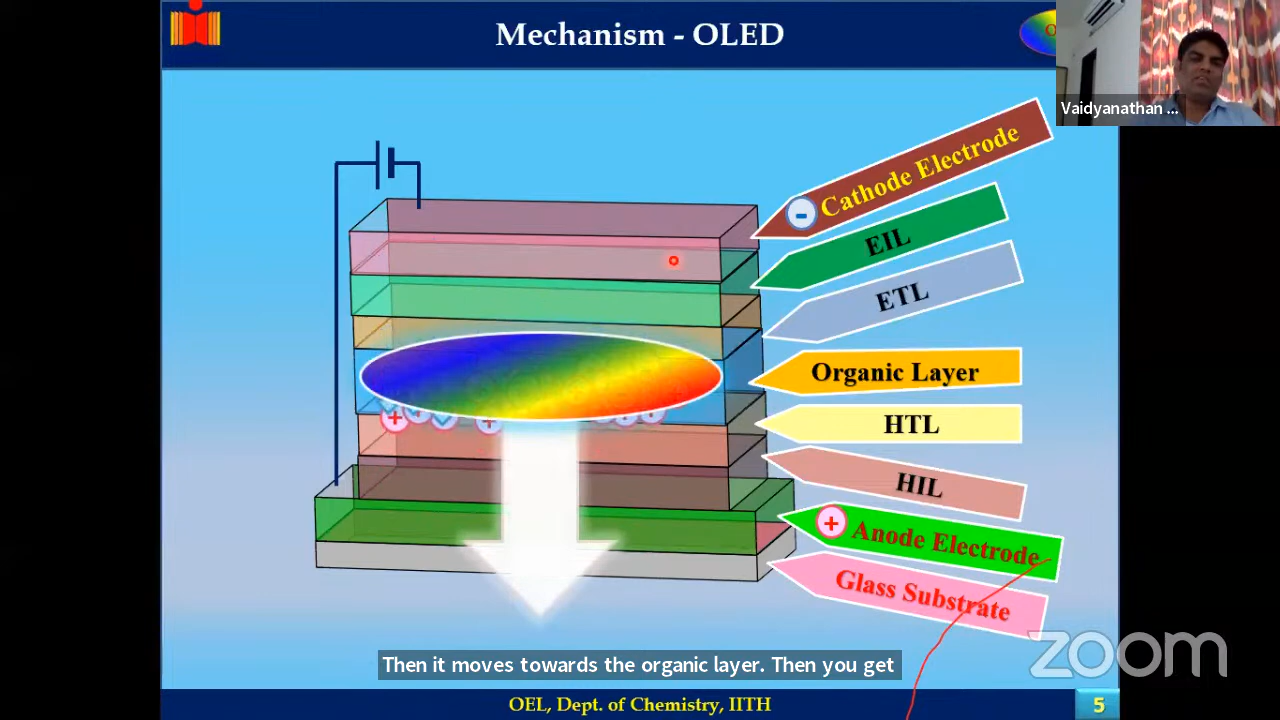 Mechanism - OLED
Vaidyanathan ...
Cathode Electrode
EIL
ETL
Organic Layer
HTL
HIL
Anode Electrode
Glass Substrate
zoom
Then it moves towards the organic layer. Then you get
OEL, Dept. of Chemistry, IITH
5